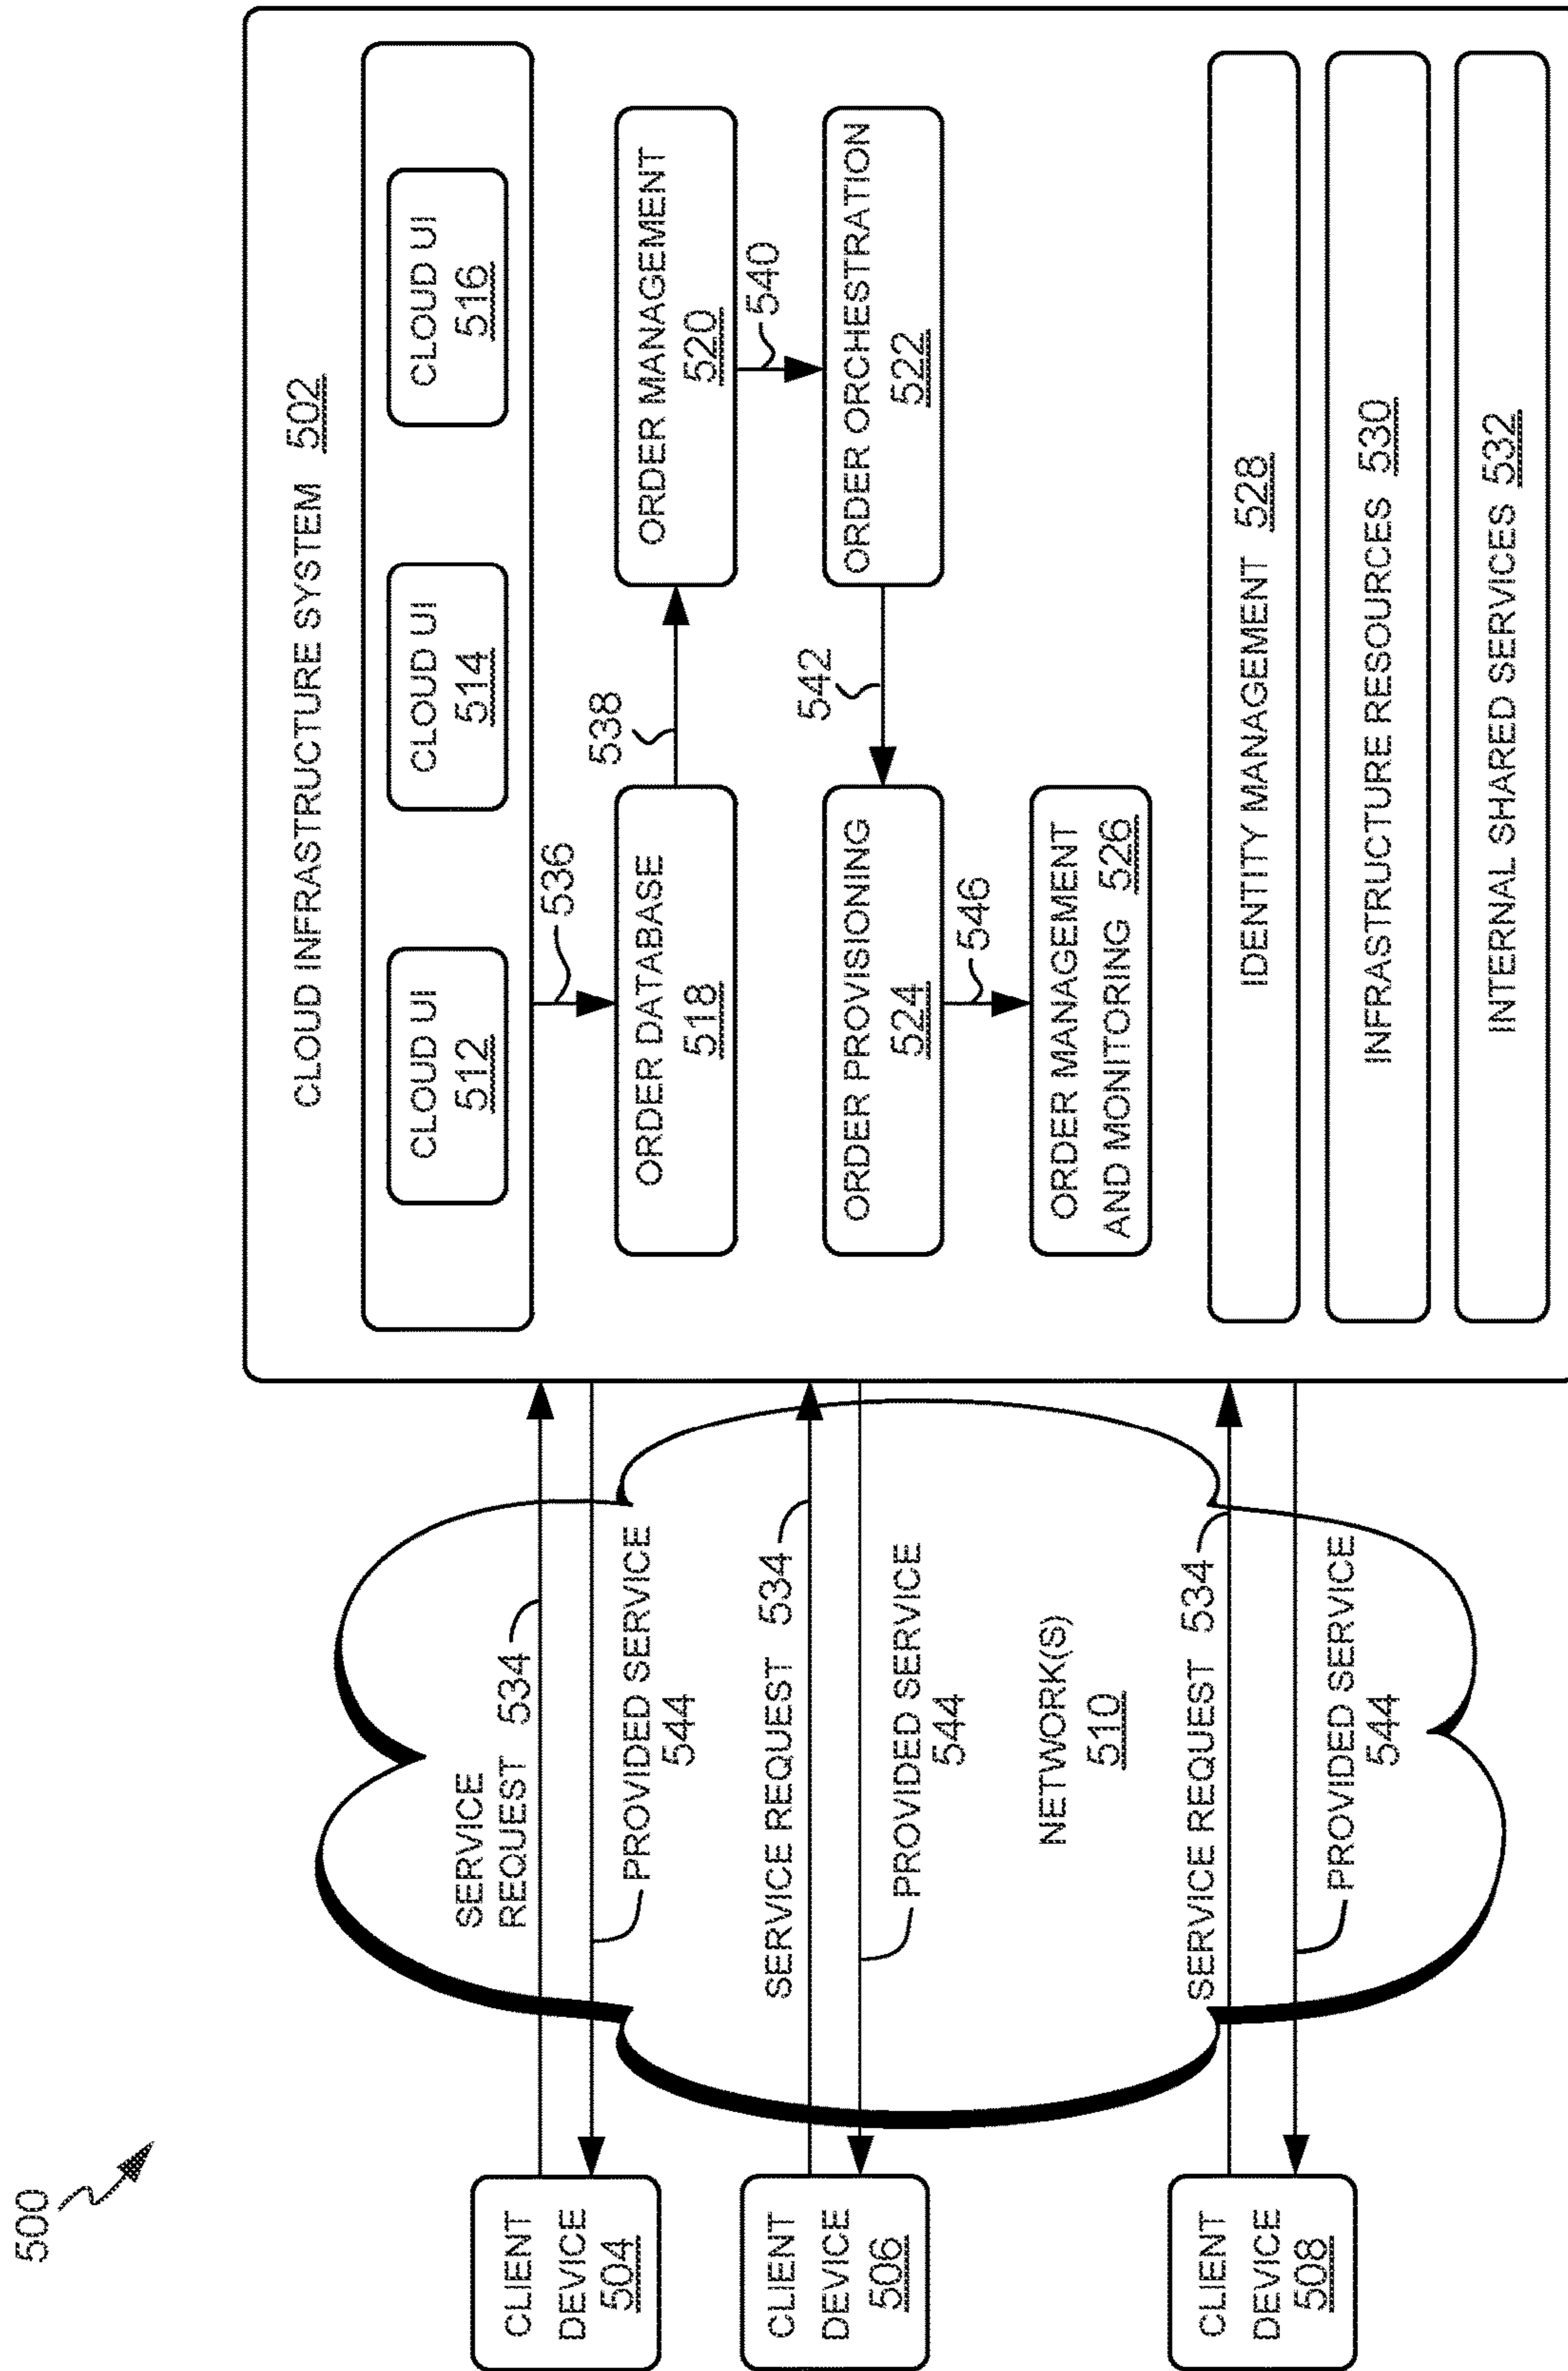 500
CLIENT
DEVICE
504
CLIENT
DEVICE
506
CLIENT
DEVICE
508
SERVICE
REQUEST 534
PROVIDED SERVICE
544
SERVICE REQUEST 534
PROVIDED SERVICE
544
NETWORK(S)
510
SERVICE REQUEST 534
PROVIDED SERVICE
544
CLOUD INFRASTRUCTURE SYSTEM 502
CLOUD UI
512
CLOUD UI
514
CLOUD UI
516
536
ORDER DATABASE
518
538
ORDER MANAGEMENT
520
540
ORDER ORCHESTRATION
522
542
ORDER PROVISIONING
524
546
ORDER MANAGEMENT
AND MONITORING 526
IDENTITY MANAGEMENT 528
INFRASTRUCTURE RESOURCES 530
INTERNAL SHARED SERVICES 532